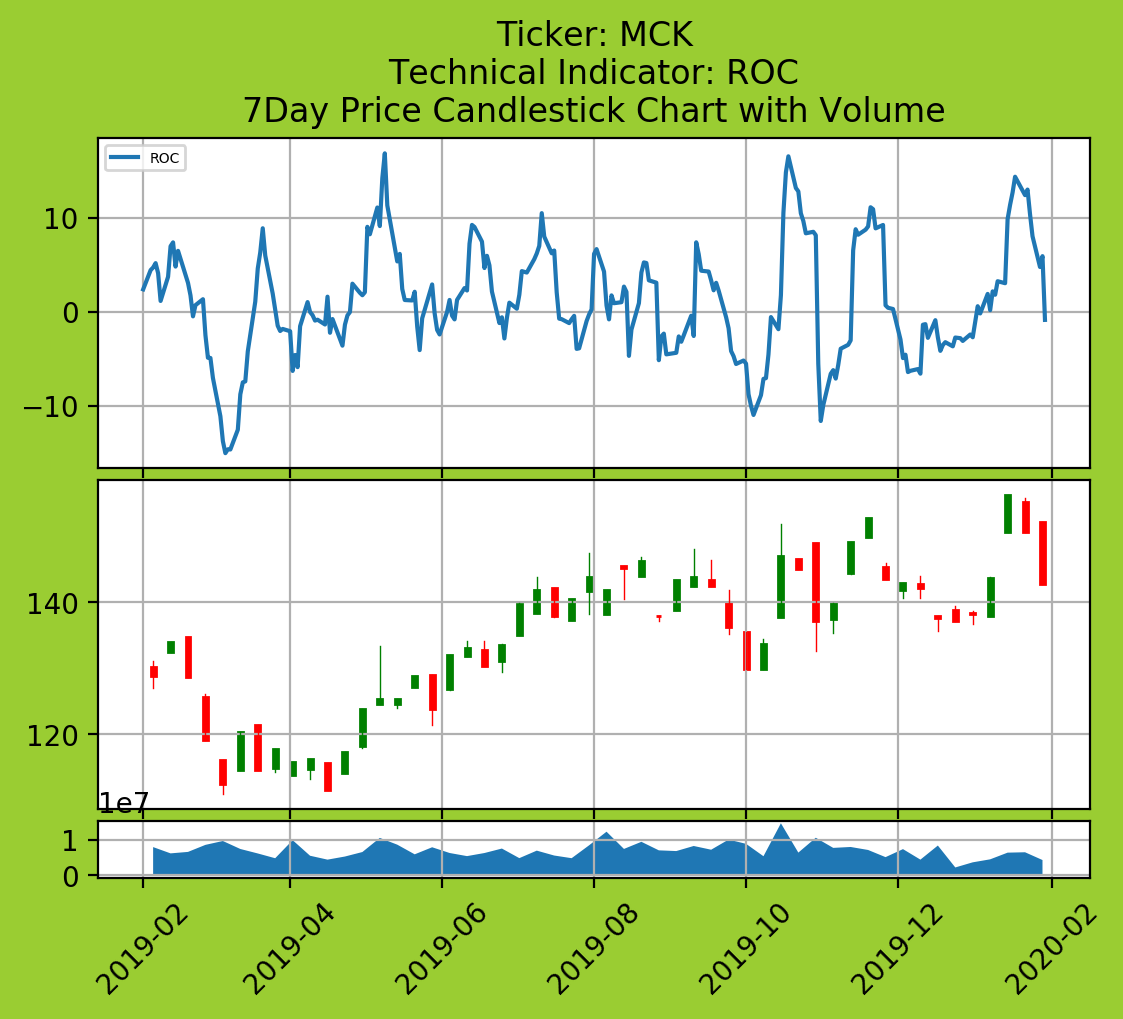 Ticker: MCK
Technical Indicator: ROC
7Day Price Candlestick Chart with Volume
ROC
10
0
−10
140
120
1e7
1
0
2019-02
2019-04
2019-06
2019-08
2019-10
2019-12
2020-02